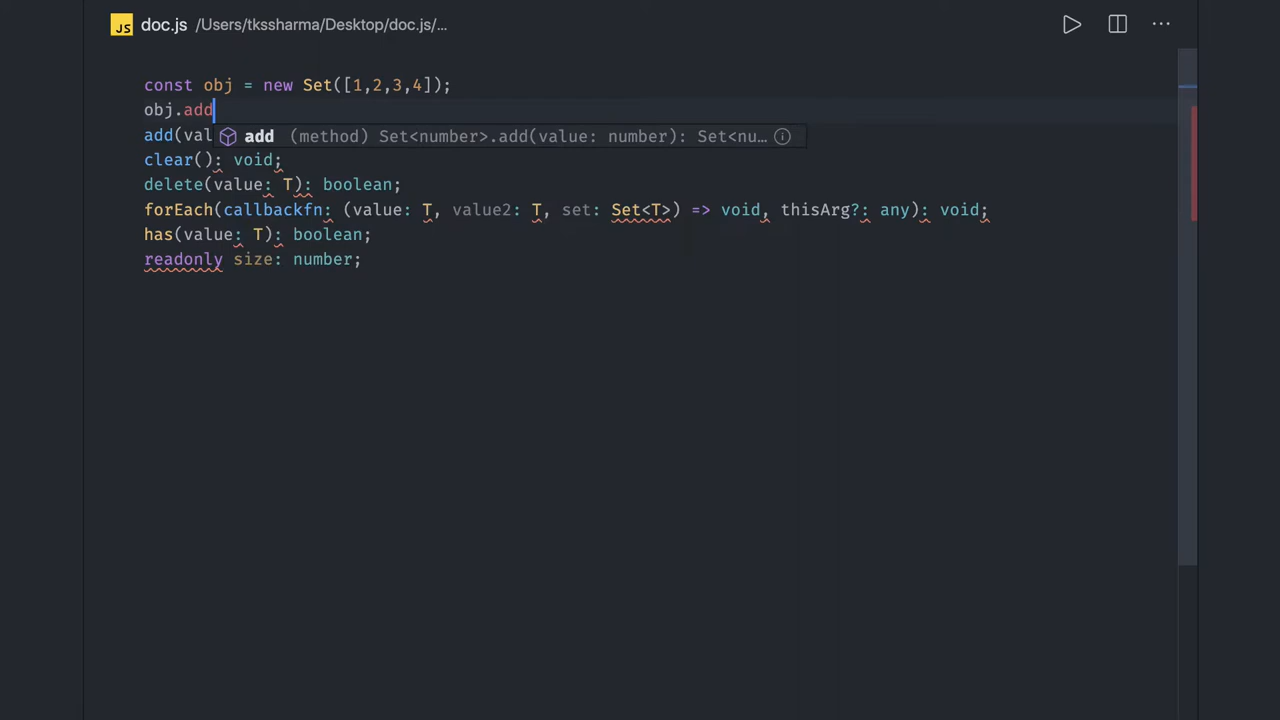 JS doc.js /Users/tkssharma/Desktop/doc.js/...
const obj = new Set([1,2,3,4]);
obj.add
add(val
add (method) Set<number>.add(value: number): Set<nu...
clear(): void;
delete(value: T): boolean;
forEach(callbackfn: (value: T, value2: T, set: Set<T>) => void, thisArg?: any): void;
has(value: T): boolean;
readonly size: number;